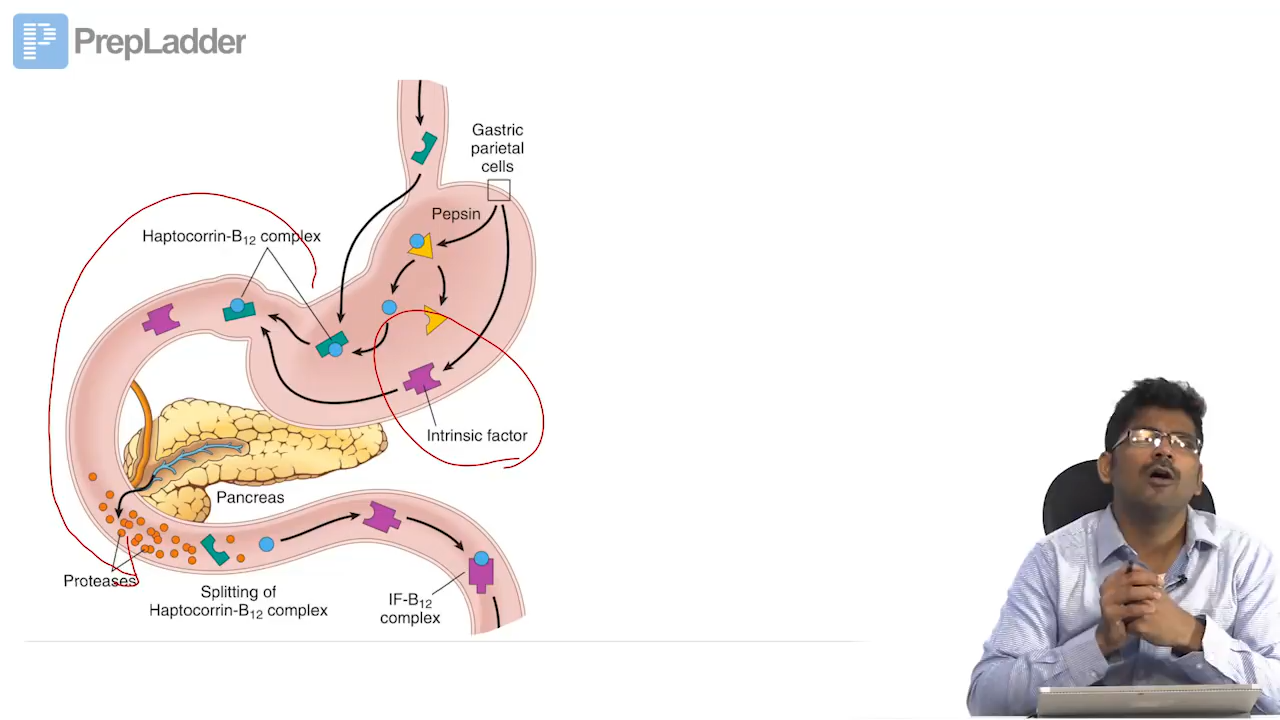 PrepLadder
Gastric
parietal
cells
Pepsin
Haptocorrin-B₁₂ complex
Intrinsic factor
Pancreas
Proteases
Splitting of
Haptocorrin-B₁₂ complex
IF-B₁₂
complex